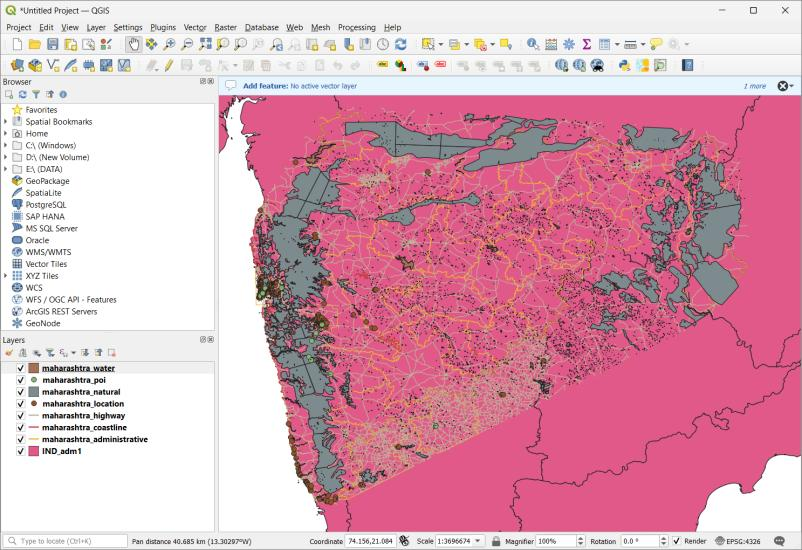 *Untitled Project — QGIS
Project Edit View Layer Settings Plugins Vector Raster Database Web Mesh Processing Help
Browser
Add feature: No active vector layer
1 more
Favorites
Spatial Bookmarks
Home
C:\ (Windows)
D:\ (New Volume)
E:\ (DATA)
GeoPackage
SpatiaLite
PostgreSQL
SAP HANA
MS SQL Server
Oracle
WMS/WMTS
Vector Tiles
XYZ Tiles
WCS
WFS / OGC API - Features
ArcGIS REST Servers
GeoNode
Layers
maharashtra_water
maharashtra_poi
maharashtra_natural
maharashtra_location
maharashtra_highway
maharashtra_coastline
maharashtra_administrative
IND_adm1
Type to locate (Ctrl+K) Pan distance 40.685 km (13.30297°W) Coordinate 74.156,21.084 Scale 1:3696674 Magnifier 100% Rotation 0.0 ° Render EPSG:4326